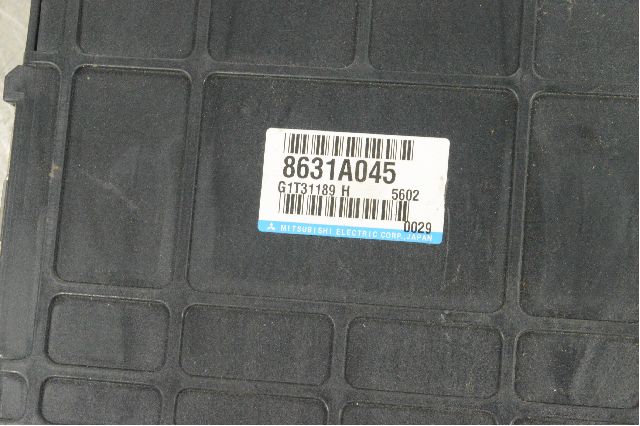 8631A045
G1T31189 H 5602
0029
MITSUBISHI ELECTRIC CORP., JAPAN